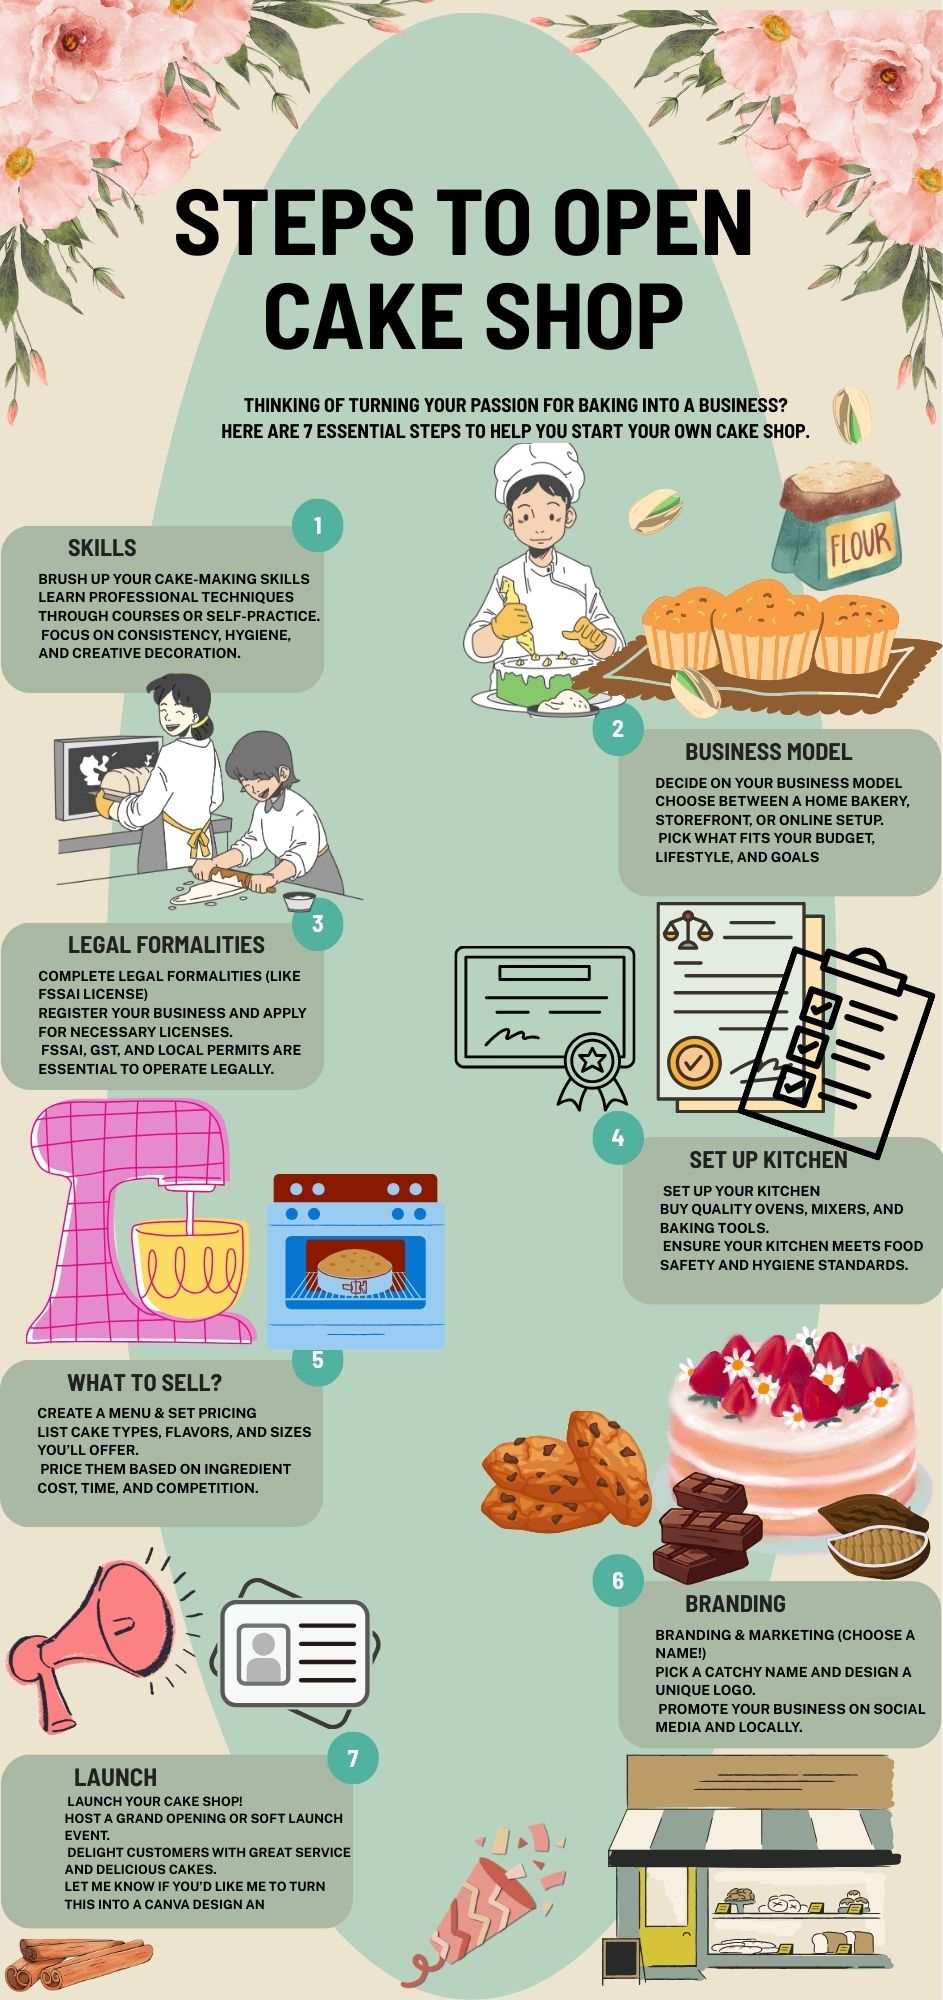 STEPS TO OPEN
CAKE SHOP
THINKING OF TURNING YOUR PASSION FOR BAKING INTO A BUSINESS?
HERE ARE 7 ESSENTIAL STEPS TO HELP YOU START YOUR OWN CAKE SHOP.
FLOUR
1
SKILLS
BRUSH UP YOUR CAKE-MAKING SKILLS
LEARN PROFESSIONAL TECHNIQUES
THROUGH COURSES OR SELF-PRACTICE.
FOCUS ON CONSISTENCY, HYGIENE,
AND CREATIVE DECORATION.
2
BUSINESS MODEL
DECIDE ON YOUR BUSINESS MODEL
CHOOSE BETWEEN A HOME BAKERY,
STOREFRONT, OR ONLINE SETUP.
PICK WHAT FITS YOUR BUDGET,
LIFESTYLE, AND GOALS
3
LEGAL FORMALITIES
COMPLETE LEGAL FORMALITIES (LIKE
FSSAI LICENSE)
REGISTER YOUR BUSINESS AND APPLY
FOR NECESSARY LICENSES.
FSSAI, GST, AND LOCAL PERMITS ARE
ESSENTIAL TO OPERATE LEGALLY.
4
SET UP KITCHEN
SET UP YOUR KITCHEN
BUY QUALITY OVENS, MIXERS, AND
BAKING TOOLS.
ENSURE YOUR KITCHEN MEETS FOOD
SAFETY AND HYGIENE STANDARDS.
5
WHAT TO SELL?
CREATE A MENU & SET PRICING
LIST CAKE TYPES, FLAVORS, AND SIZES
YOU'LL OFFER.
PRICE THEM BASED ON INGREDIENT
COST, TIME, AND COMPETITION.
6
BRANDING
BRANDING & MARKETING (CHOOSE A
NAME!)
PICK A CATCHY NAME AND DESIGN A
UNIQUE LOGO.
PROMOTE YOUR BUSINESS ON SOCIAL
MEDIA AND LOCALLY.
7
LAUNCH
LAUNCH YOUR CAKE SHOP!
HOST A GRAND OPENING OR SOFT LAUNCH
EVENT.
DELIGHT CUSTOMERS WITH GREAT SERVICE
AND DELICIOUS CAKES.
LET ME KNOW IF YOU'D LIKE ME TO TURN
THIS INTO A CANVA DESIGN AN